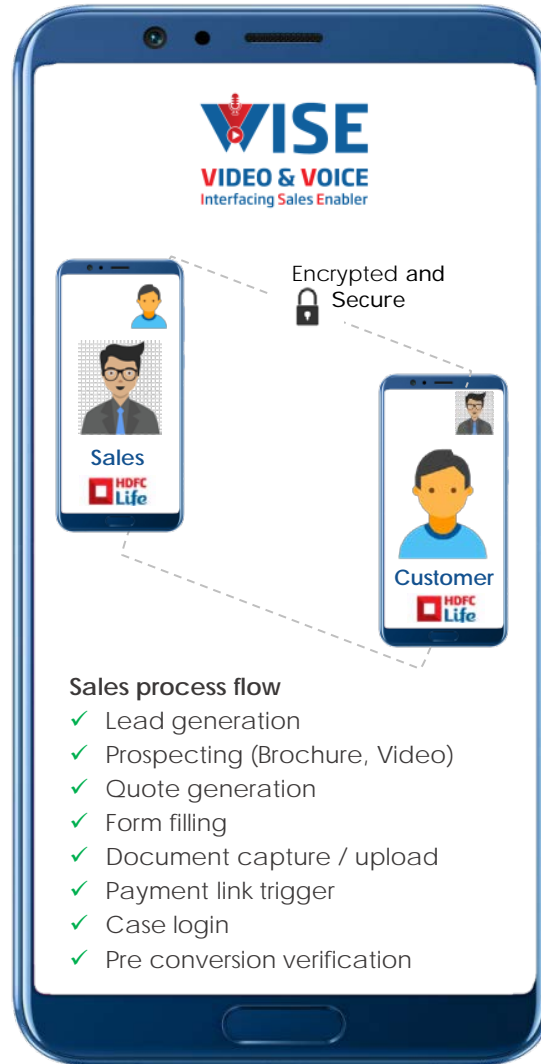 WISE
VIDEO & VOICE
Interfacing Sales Enabler
Encrypted and
Secure
Sales
HDFC
Life
Customer
HDFC
Life
Sales process flow
✓ Lead generation
✓ Prospecting (Brochure, Video)
✓ Quote generation
✓ Form filling
✓ Document capture / upload
✓ Payment link trigger
✓ Case login
✓ Pre conversion verification